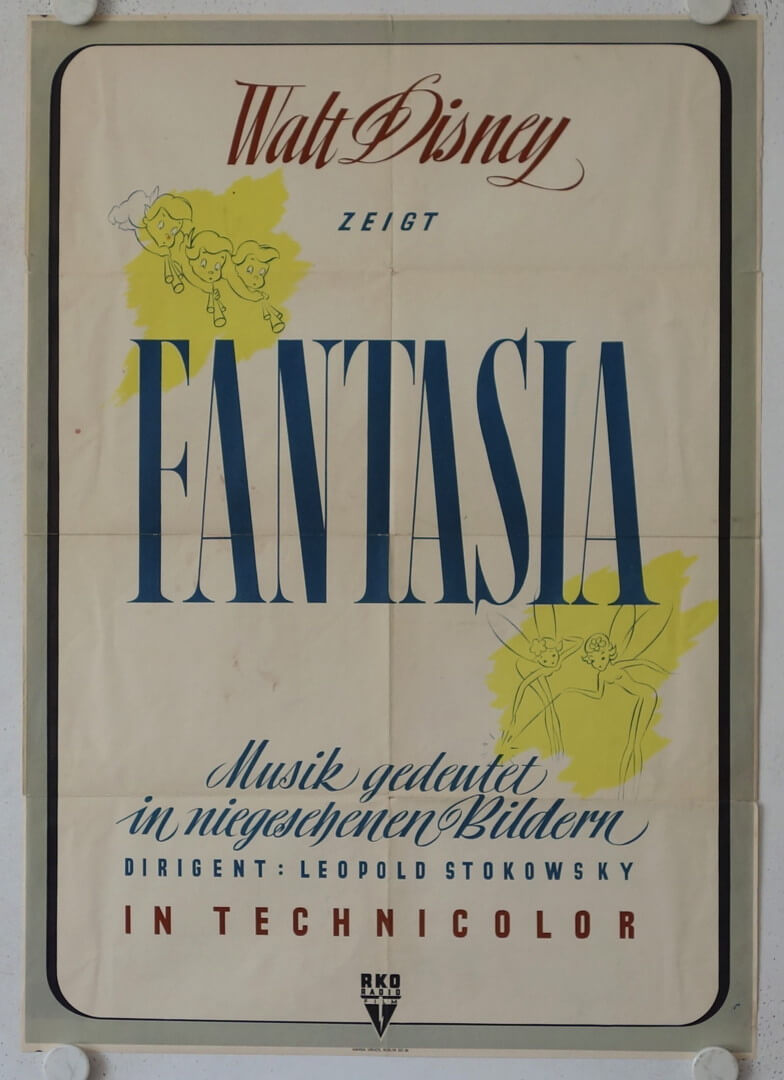 Walt Disney
ZEIGT
FANTASIA
Musik gedeutet
in niegesehenen Bildern
DIRIGENT: LEOPOLD STOKOWSKY
IN TECHNICOLOR
RKO
RADIO
FILM